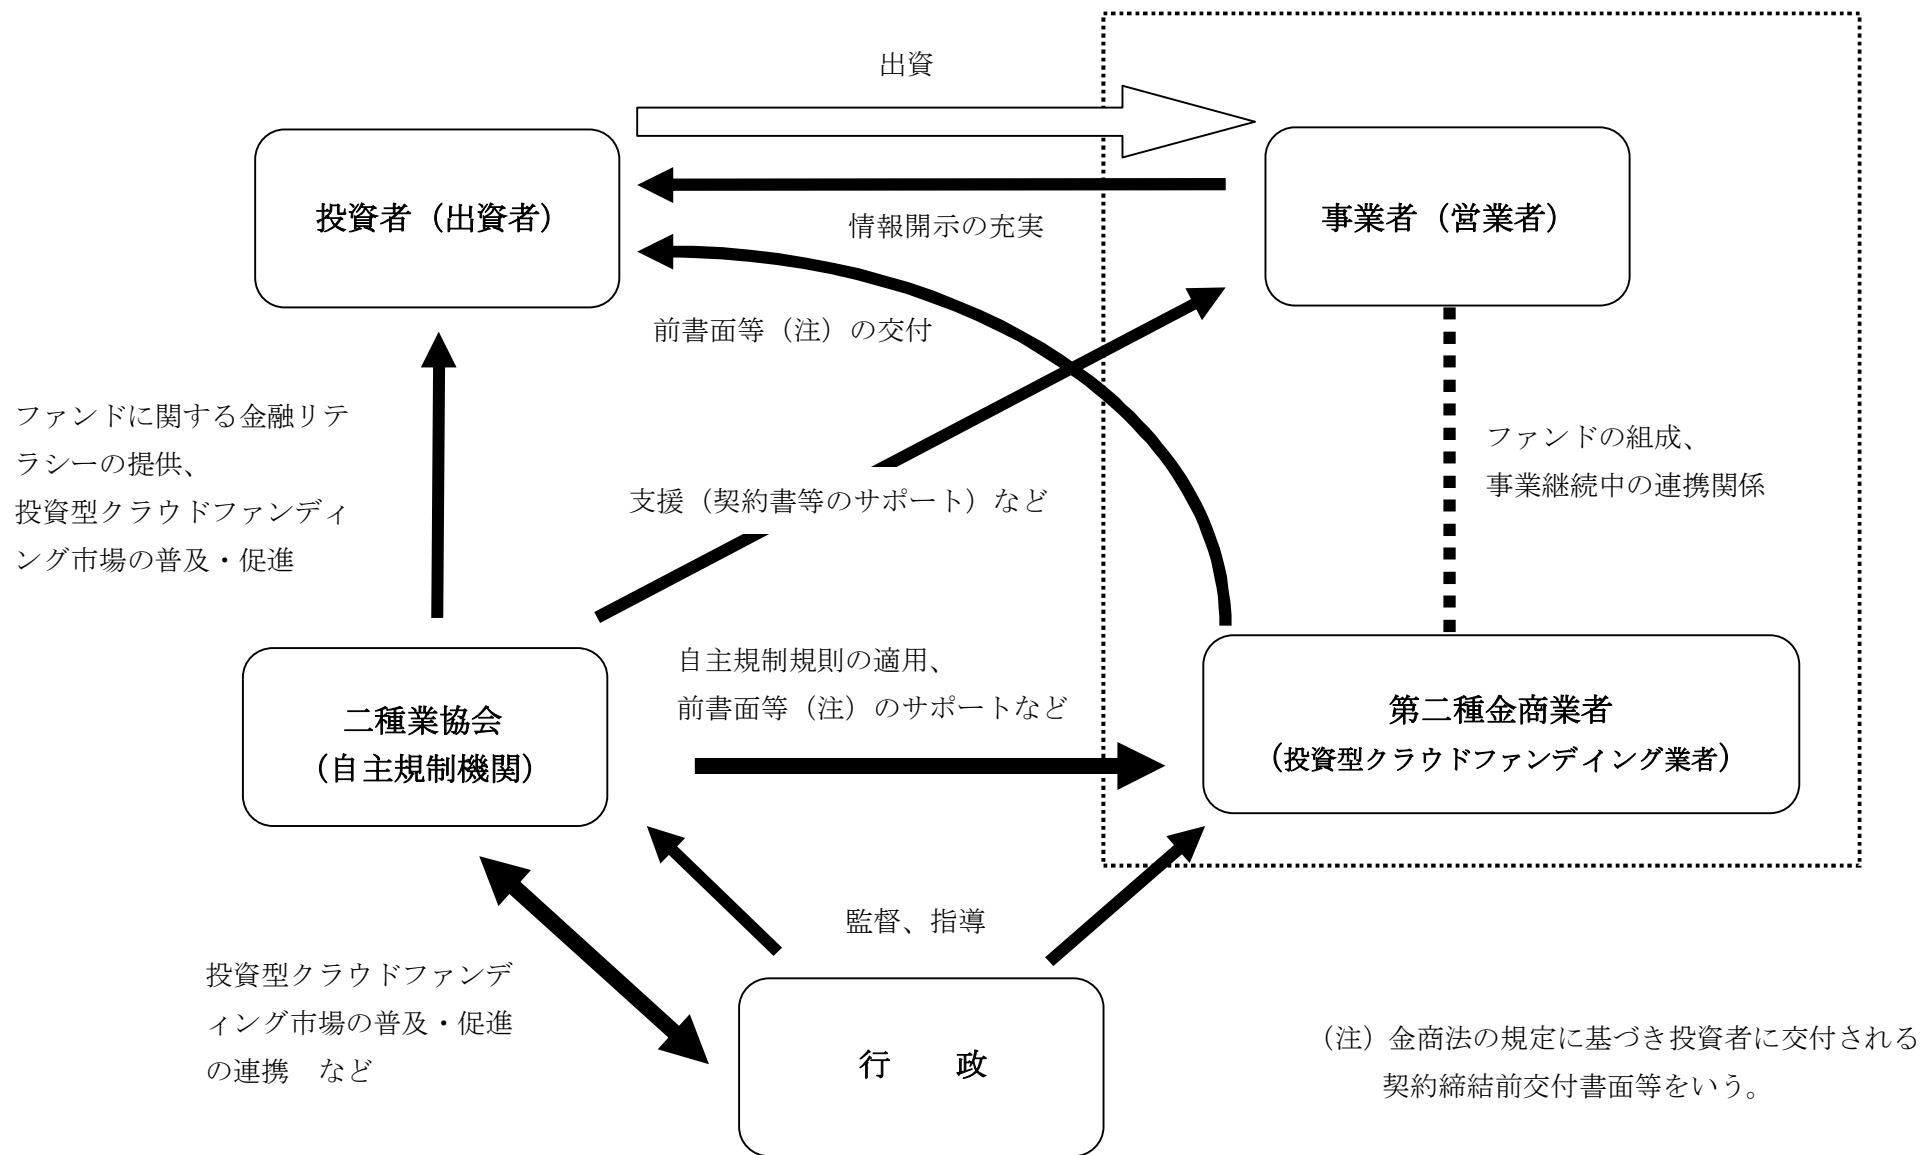 出資
投資者（出資者）
事業者（営業者）
情報開示の充実
前書面等（注）の交付
ファンドに関する金融リテ
ラシーの提供、
投資型クラウドファンディ
ング市場の普及・促進
ファンドの組成、
事業継続中の連携関係
支援（契約書等のサポート）など
自主規制規則の適用、
前書面等（注）のサポートなど
二種業協会
（自主規制機関）
第二種金商業者
（投資型クラウドファンディング業者）
監督、指導
投資型クラウドファンデ
ィング市場の普及・促進
の連携　など
行　　政
（注）金商法の規定に基づき投資者に交付される
契約締結前交付書面等をいう。